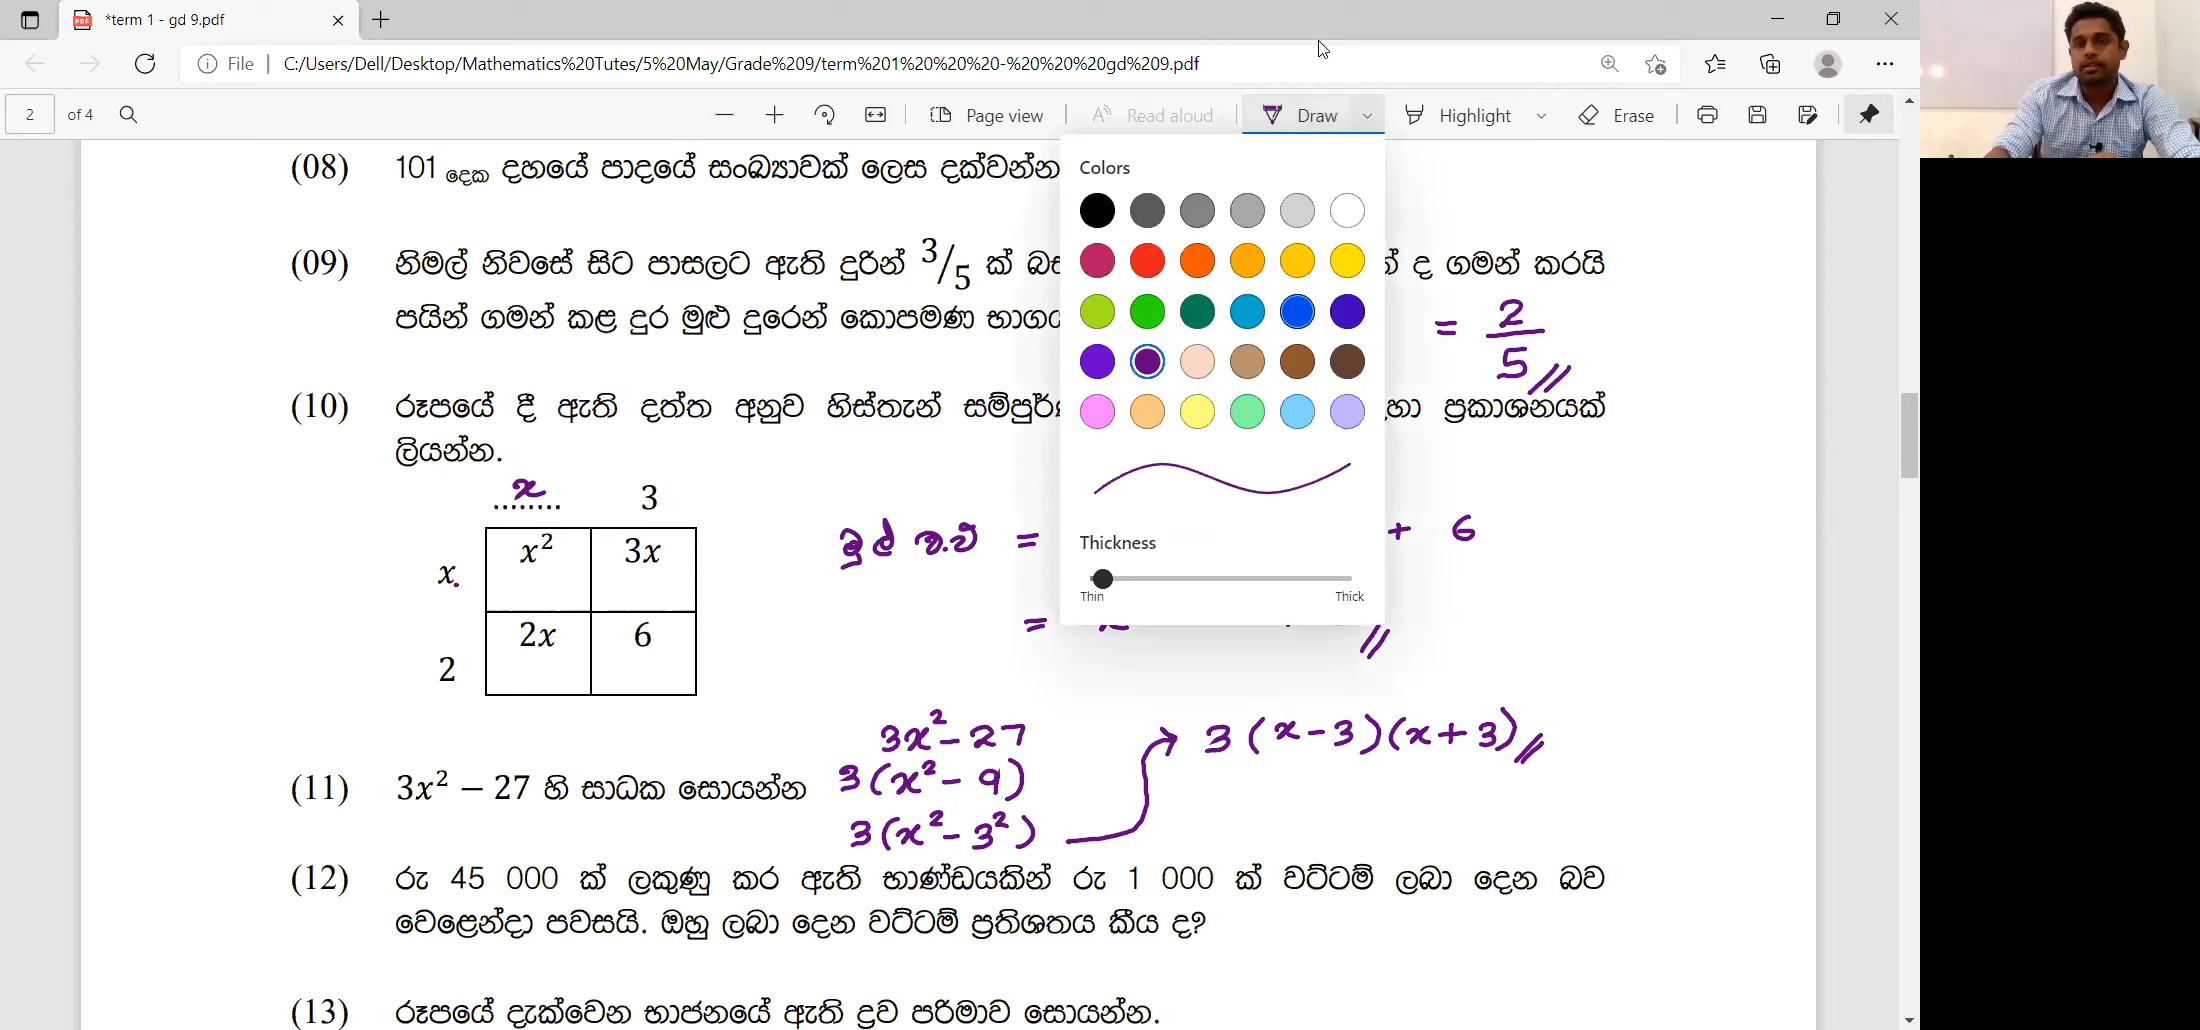 *term 1 - gd 9.pdf
File C:/Users/Dell/Desktop/Mathematics%20Tutes/5%20May/Grade%209/term%201%20%20%20-%20%20%20gd%209.pdf
2 of 4 Page view Read aloud Draw Highlight Erase
Colors
Thickness
Thin Thick
(08) 101 දෙක දහයේ පාදයේ සංඛ්‍යාවක් ලෙස දක්වන්න
(09) නිමල් නිවසේ සිට පාසලට ඇති දුරින් 3/5 ක් ද ගමන් කරයි
පයින් ගමන් කළ දුර මුළු දුරෙන් කොපමණ = 2/5 //
(10) රූපයේ දී ඇති දත්ත අනුව හිස්තැන් ප්‍රකාශනයක්
ලියන්න.
x 3
x² 3x
x
2x 6
2
= + 6
= //
3x² - 27
3(x² - 9)
3(x² - 3²) → 3(x-3)(x+3) //
(11) 3x² − 27 හි සාධක සොයන්න
(12) රු 45 000 ක් ලකුණු කර ඇති භාණ්ඩයකින් රු 1 000 ක් වට්ටම් ලබා දෙන බව
වෙළෙන්දා පවසයි. ඔහු ලබා දෙන වට්ටම් ප්‍රතිශතය කීය ද?
(13) රූපයේ දැක්වෙන භාජනයේ ඇති ද්‍රව පරිමාව සොයන්න.